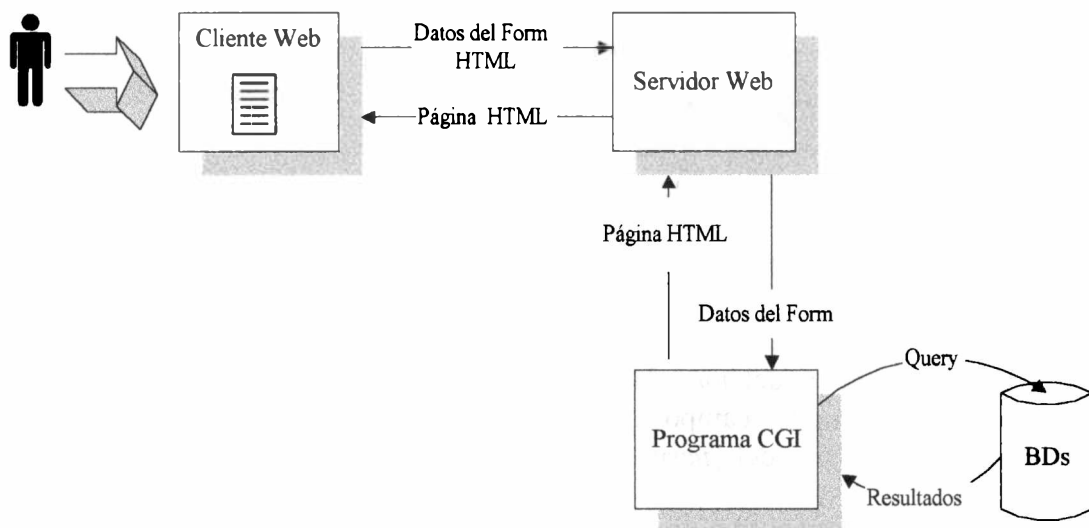 Cliente Web
Datos del Form
HTML
Servidor Web
Página HTML
Página HTML
Datos del Form
Query
Programa CGI
BDs
Resultados